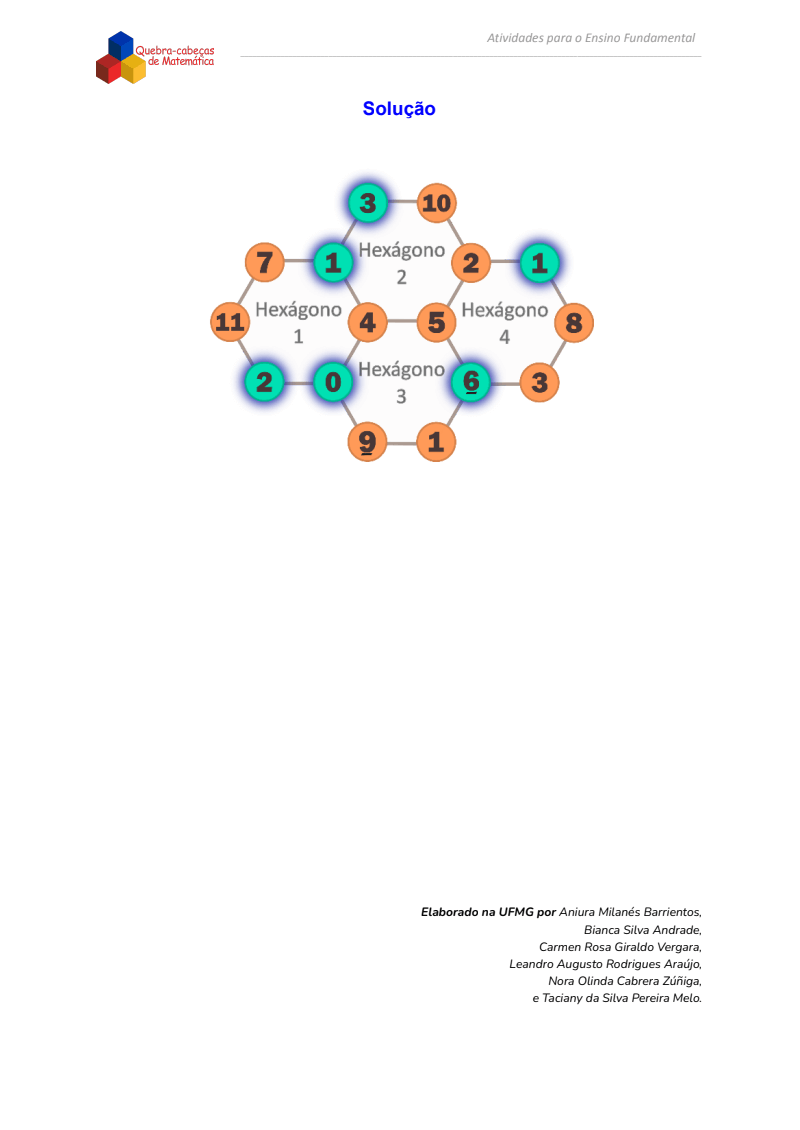 Quebra-cabeças
de Matemática
Atividades para o Ensino Fundamental
Solução
3 10
Hexágono
2
7 1 2 1
Hexágono
1
Hexágono
4
11 4 5 8
Hexágono
3
2 0 6 3
9 1
Elaborado na UFMG por Aniura Milanés Barrientos,
Bianca Silva Andrade,
Carmen Rosa Giraldo Vergara,
Leandro Augusto Rodrigues Araújo,
Nora Olinda Cabrera Zúñiga,
e Taciany da Silva Pereira Melo.